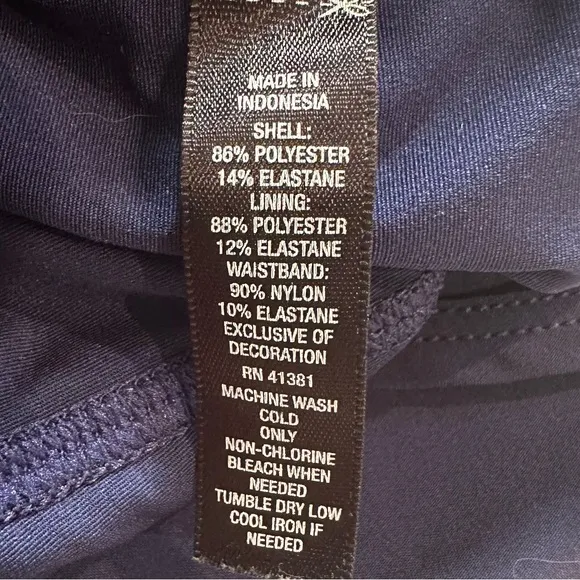 MADE IN
INDONESIA
SHELL:
86% POLYESTER
14% ELASTANE
LINING:
88% POLYESTER
12% ELASTANE
WAISTBAND:
90% NYLON
10% ELASTANE
EXCLUSIVE OF
DECORATION
RN 41381
MACHINE WASH
COLD
ONLY
NON-CHLORINE
BLEACH WHEN
NEEDED
TUMBLE DRY LOW
COOL IRON IF
NEEDED